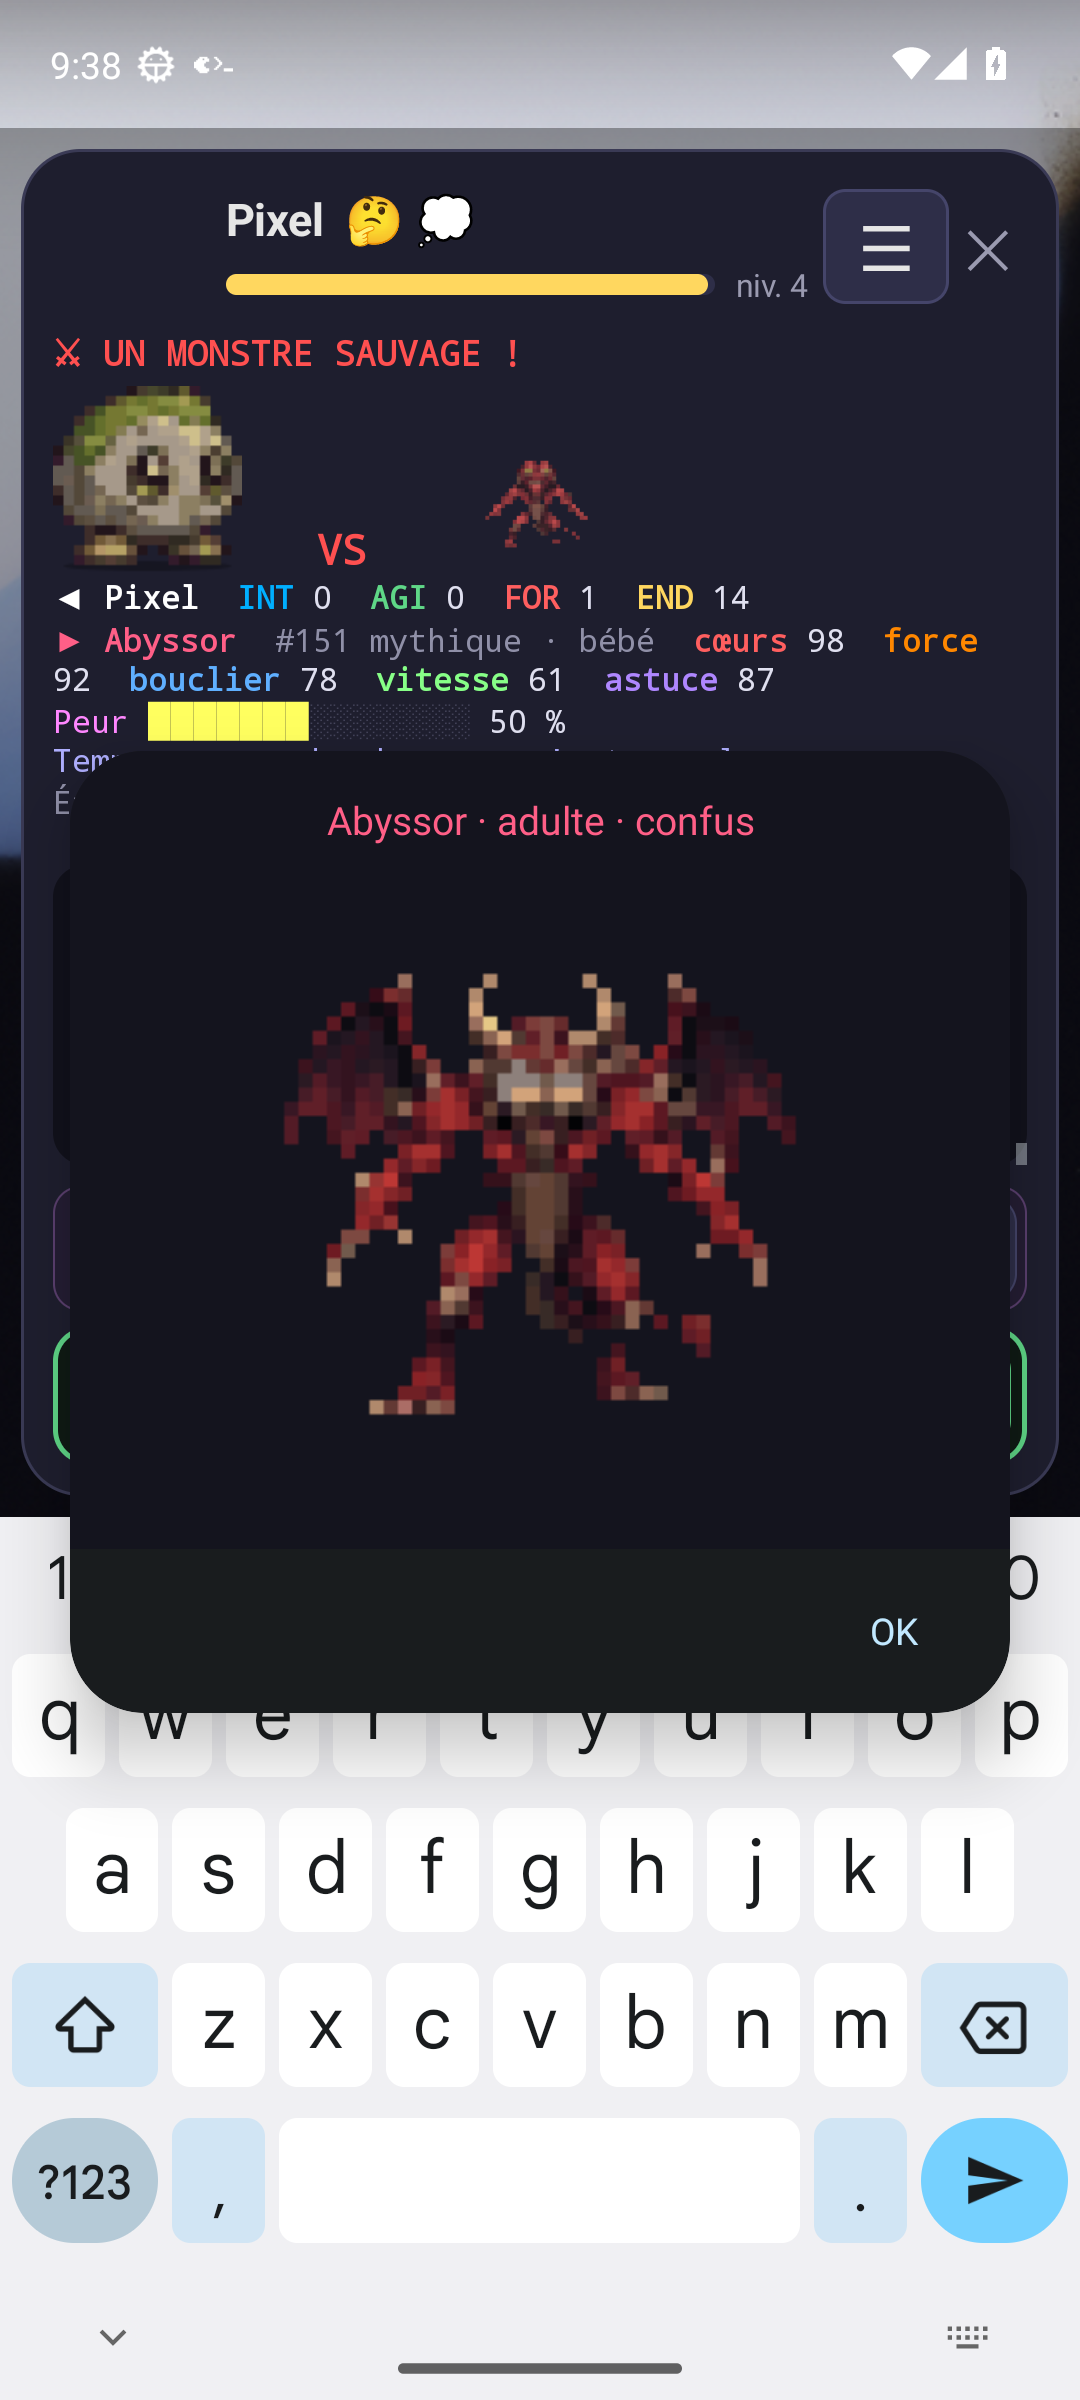 9:38
Pixel 🤔 💭
niv. 4
⚔ UN MONSTRE SAUVAGE !
VS
◄ Pixel INT 0 AGI 0 FOR 1 END 14
► Abyssor #151 mythique · bébé cœurs 98 force
92 bouclier 78 vitesse 61 astuce 87
Peur 50 %
Abyssor · adulte · confus
OK
1 0
q w e r t y u i o p
a s d f g h j k l
z x c v b n m
?123 , .